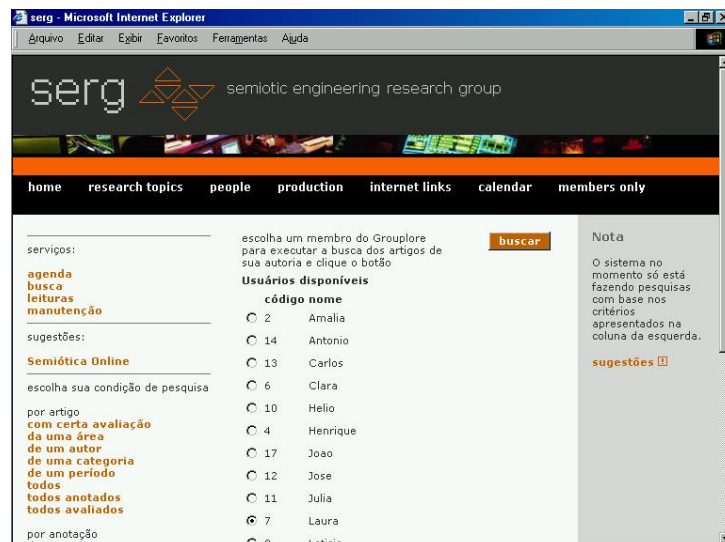 serg - Microsoft Internet Explorer
Arquivo Editar Exibir Favoritos Ferramentas Ajuda
serg semiotic engineering research group
home research topics people production internet links calendar members only
serviços:
agenda
busca
leituras
manutenção
sugestões:
Semiótica Online
escolha sua condição de pesquisa
por artigo
com certa avaliação
da uma área
de um autor
de uma categoria
de um período
todos
todos anotados
todos avaliados
por anotação
escolha um membro do Grouplore
para executar a busca dos artigos de
sua autoria e clique o botão
buscar
Usuários disponíveis
código nome
2 Amalia
14 Antonio
13 Carlos
6 Clara
10 Helio
4 Henrique
17 Joao
12 Jose
11 Julia
7 Laura
Nota
O sistema no
momento só está
fazendo pesquisas
com base nos
critérios
apresentados na
coluna da esquerda.
sugestões